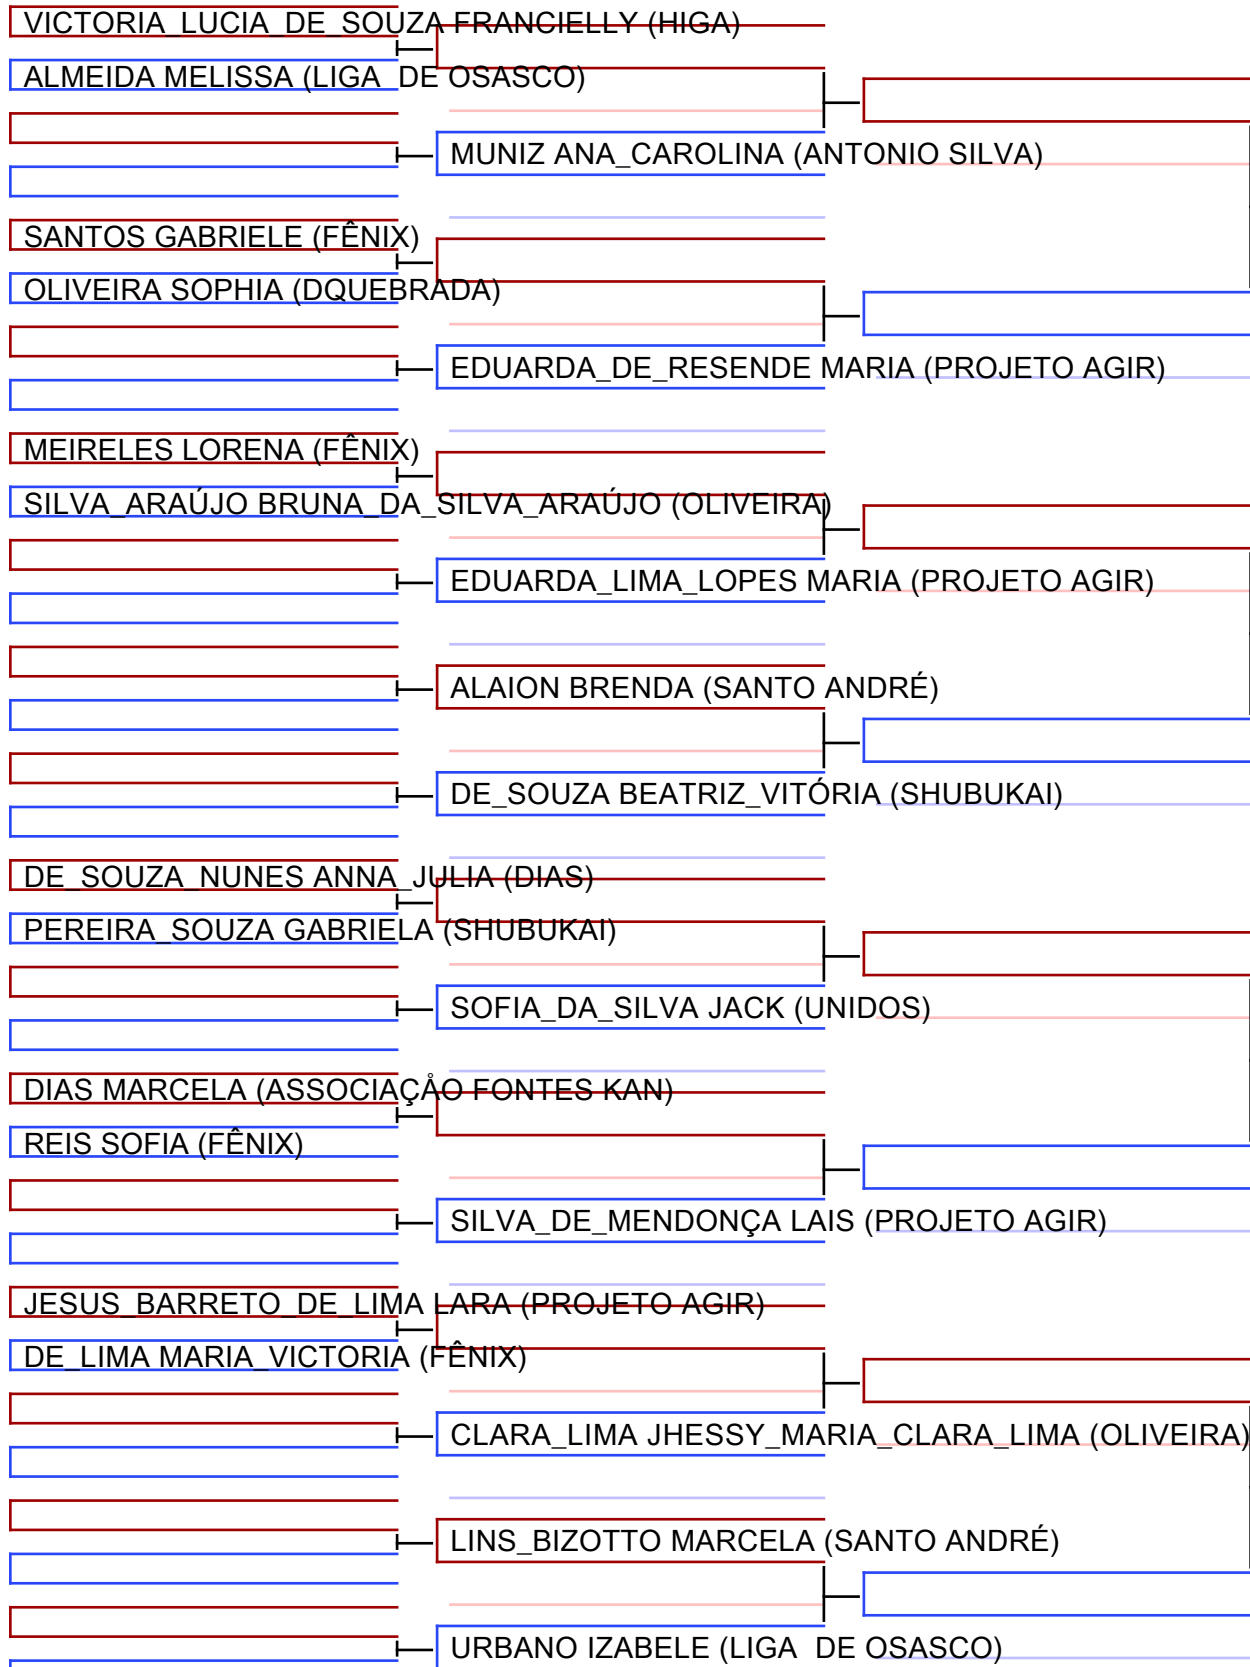 VICTORIA_LUCIA_DE_SOUZA FRANCIELLY (HIGA)
ALMEIDA MELISSA (LIGA  DE OSASCO)
MUNIZ ANA_CAROLINA (ANTONIO SILVA)
SANTOS GABRIELE (FÊNIX)
OLIVEIRA SOPHIA (DQUEBRADA)
EDUARDA_DE_RESENDE MARIA (PROJETO AGIR)
MEIRELES LORENA (FÊNIX)
SILVA_ARAÚJO BRUNA_DA_SILVA_ARAÚJO (OLIVEIRA)
EDUARDA_LIMA_LOPES MARIA (PROJETO AGIR)
ALAION BRENDA (SANTO ANDRÉ)
DE_SOUZA BEATRIZ_VITÓRIA (SHUBUKAI)
DE_SOUZA_NUNES ANNA_JULIA (DIAS)
PEREIRA_SOUZA GABRIELA (SHUBUKAI)
SOFIA_DA_SILVA JACK (UNIDOS)
DIAS MARCELA (ASSOCIAÇÅO FONTES KAN)
REIS SOFIA (FÊNIX)
SILVA_DE_MENDONÇA LAIS (PROJETO AGIR)
JESUS_BARRETO_DE_LIMA LARA (PROJETO AGIR)
DE_LIMA MARIA_VICTORIA (FÊNIX)
CLARA_LIMA JHESSY_MARIA_CLARA_LIMA (OLIVEIRA)
LINS_BIZOTTO MARCELA (SANTO ANDRÉ)
URBANO IZABELE (LIGA  DE OSASCO)